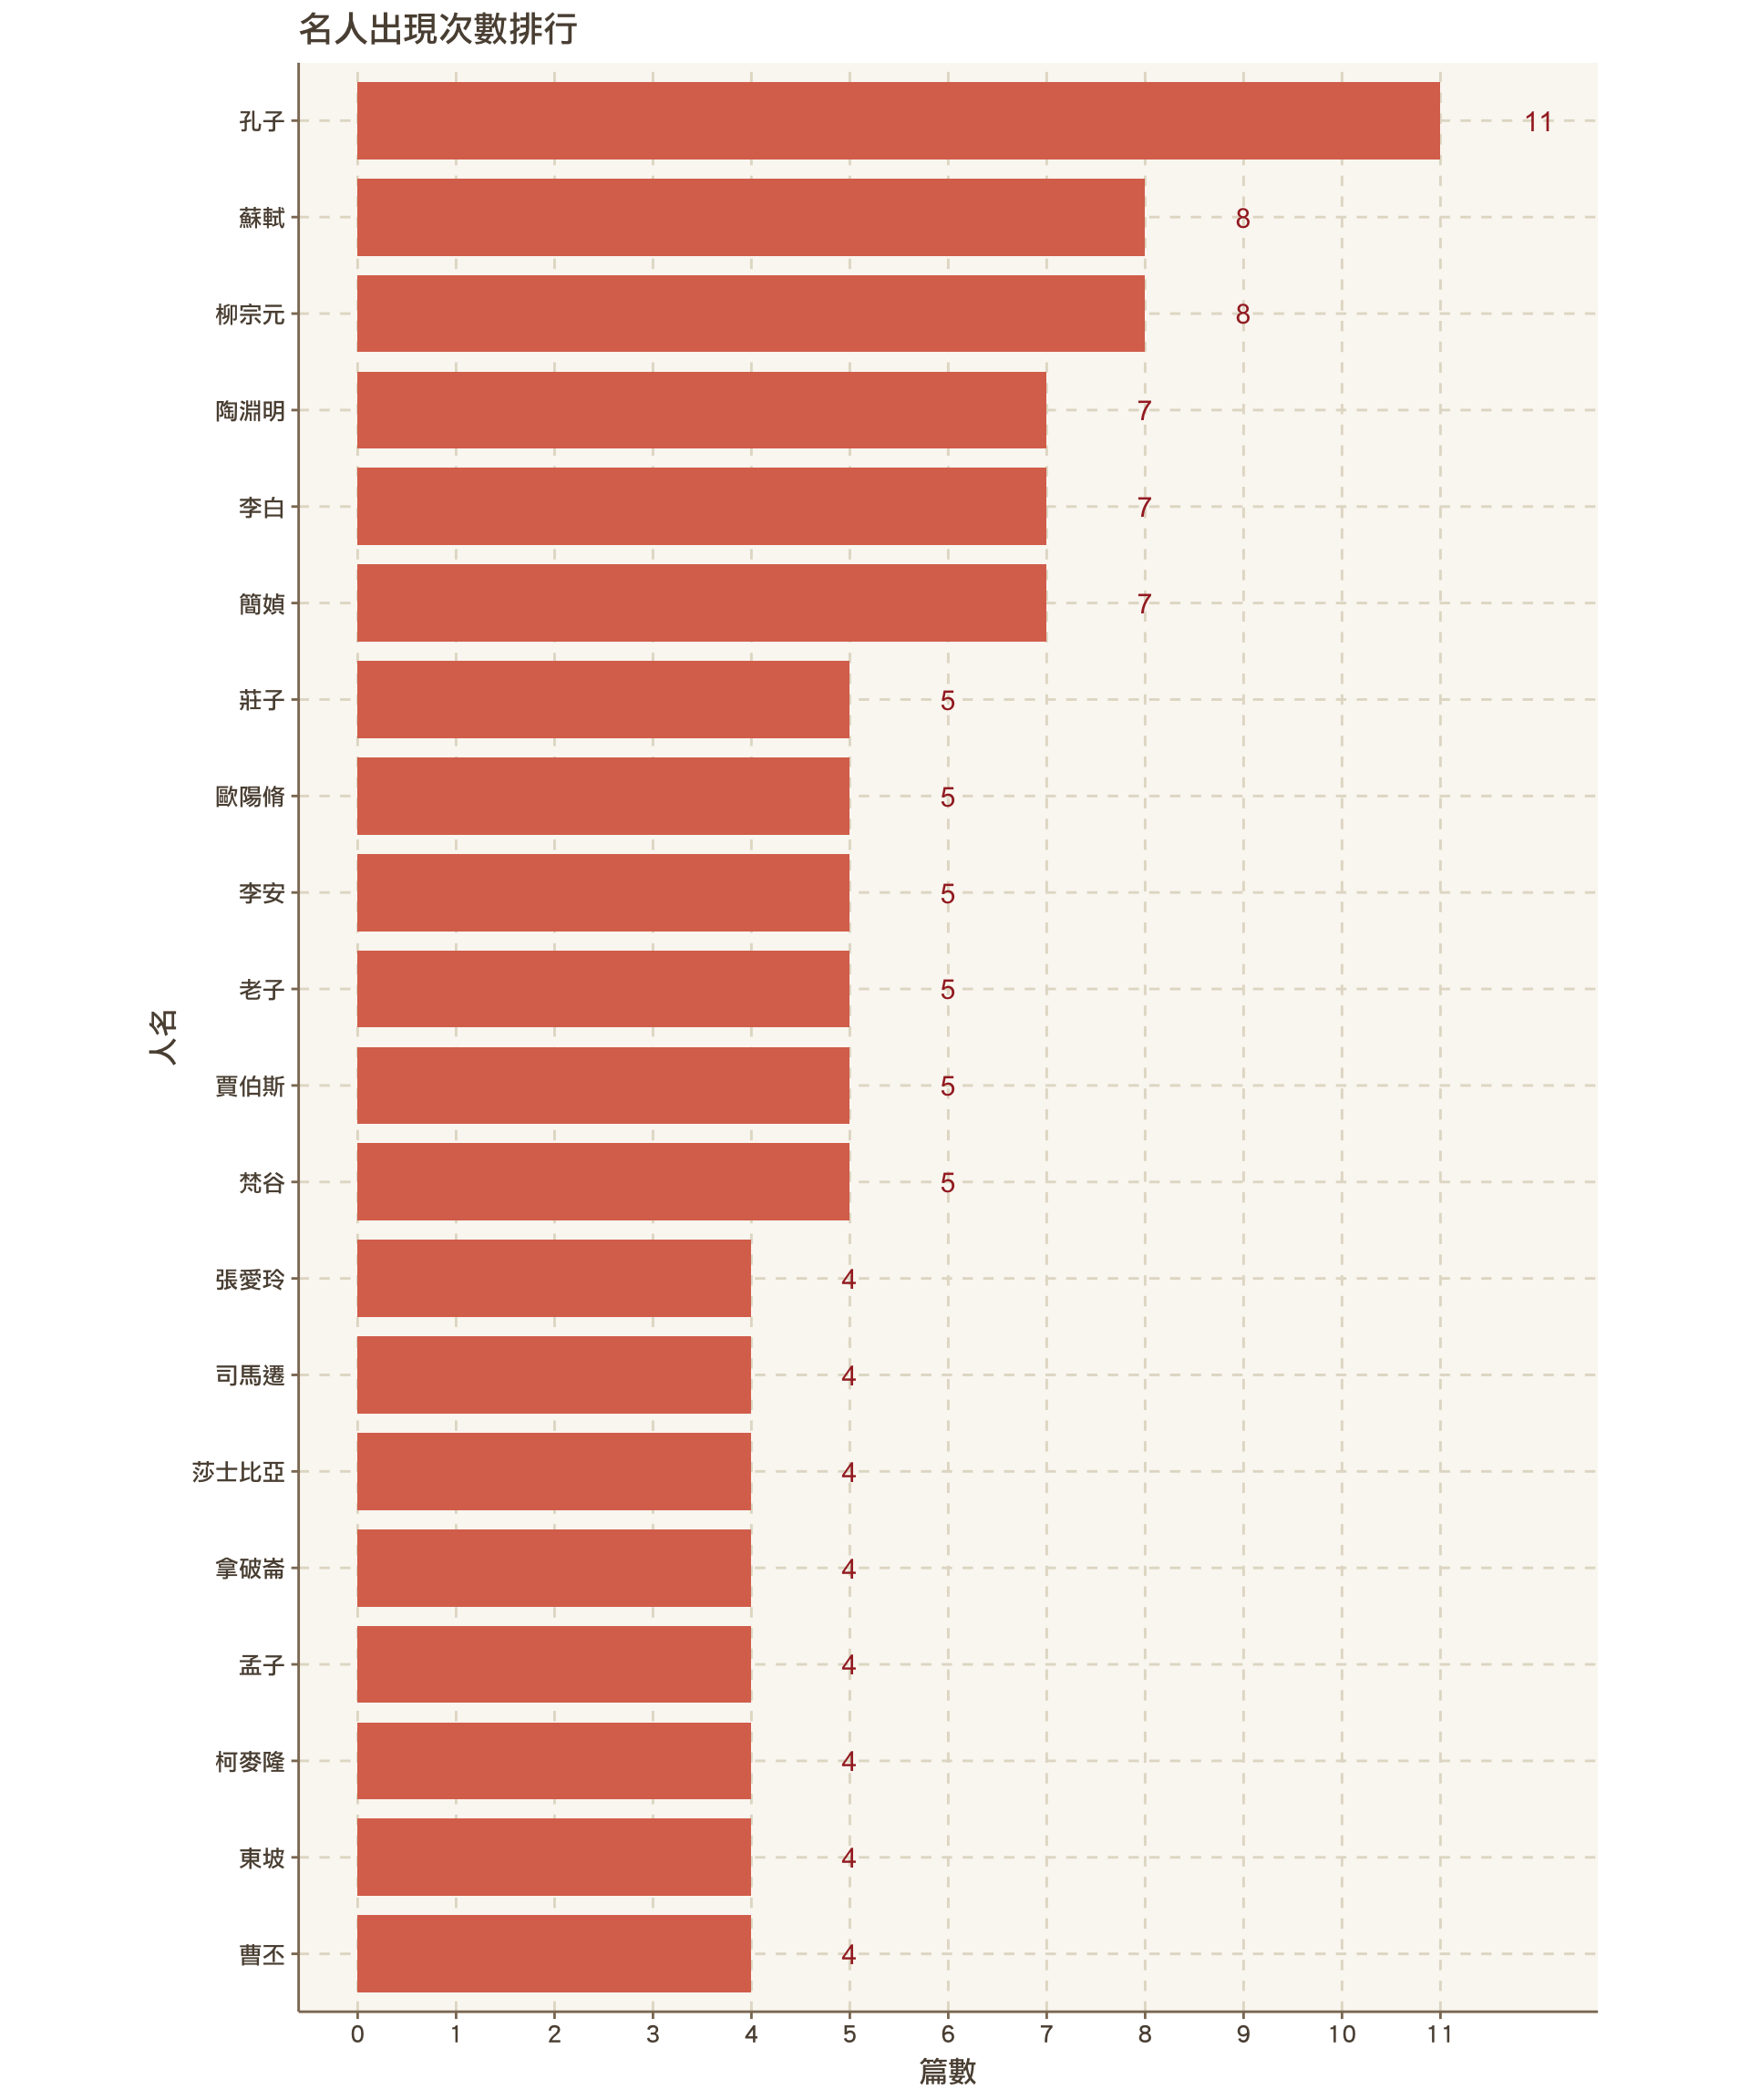 名人出現次數排行
孔子 11
蘇軾 8
柳宗元 8
陶淵明 7
李白 7
簡媜 7
莊子 5
歐陽脩 5
李安 5
老子 5
賈伯斯 5
梵谷 5
張愛玲 4
司馬遷 4
莎士比亞 4
拿破崙 4
孟子 4
柯麥隆 4
東坡 4
曹丕 4
人名
0 1 2 3 4 5 6 7 8 9 10 11
篇數